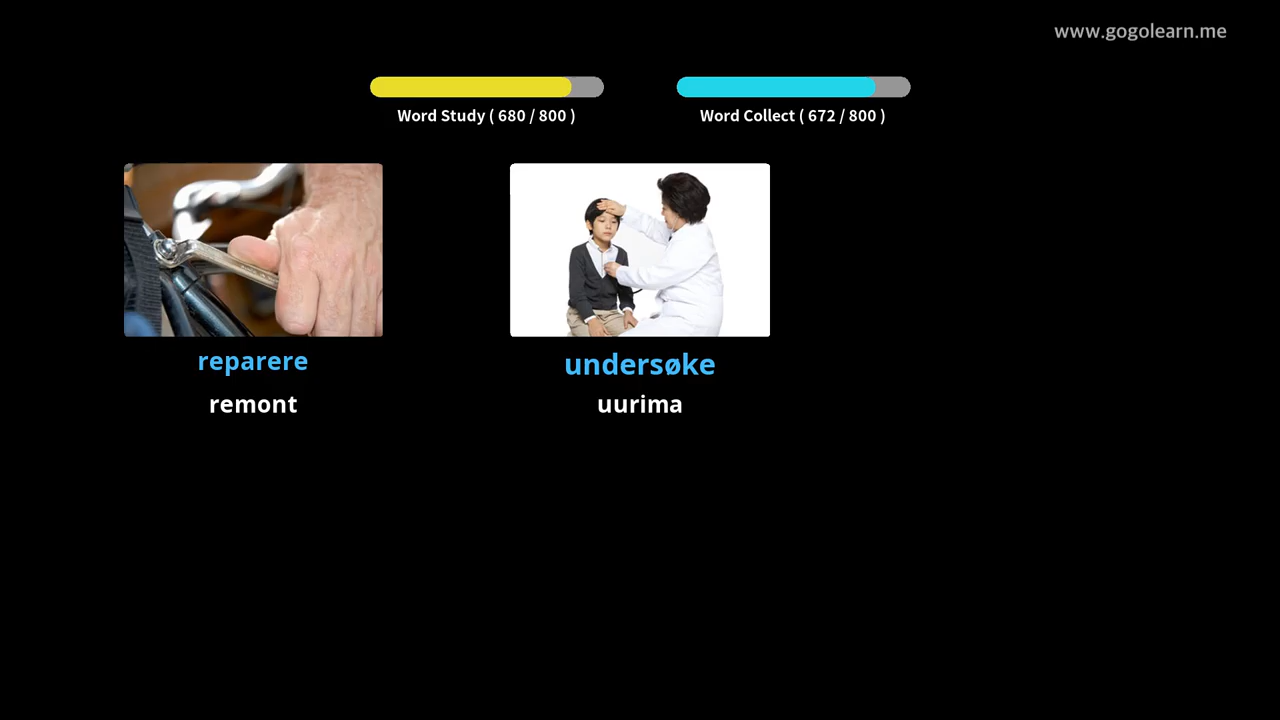 www.gogolearn.me
Word Study ( 680 / 800 )
Word Collect ( 672 / 800 )
reparere
undersøke
remont
uurima